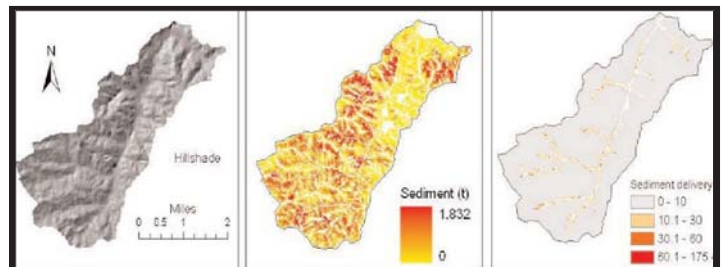 N
Hillshade
Miles
0 0.5 1 2
Sediment (t)
1,832
0
Sediment delivery
0 - 10
10.1 - 30
30.1 - 60
60.1 - 175